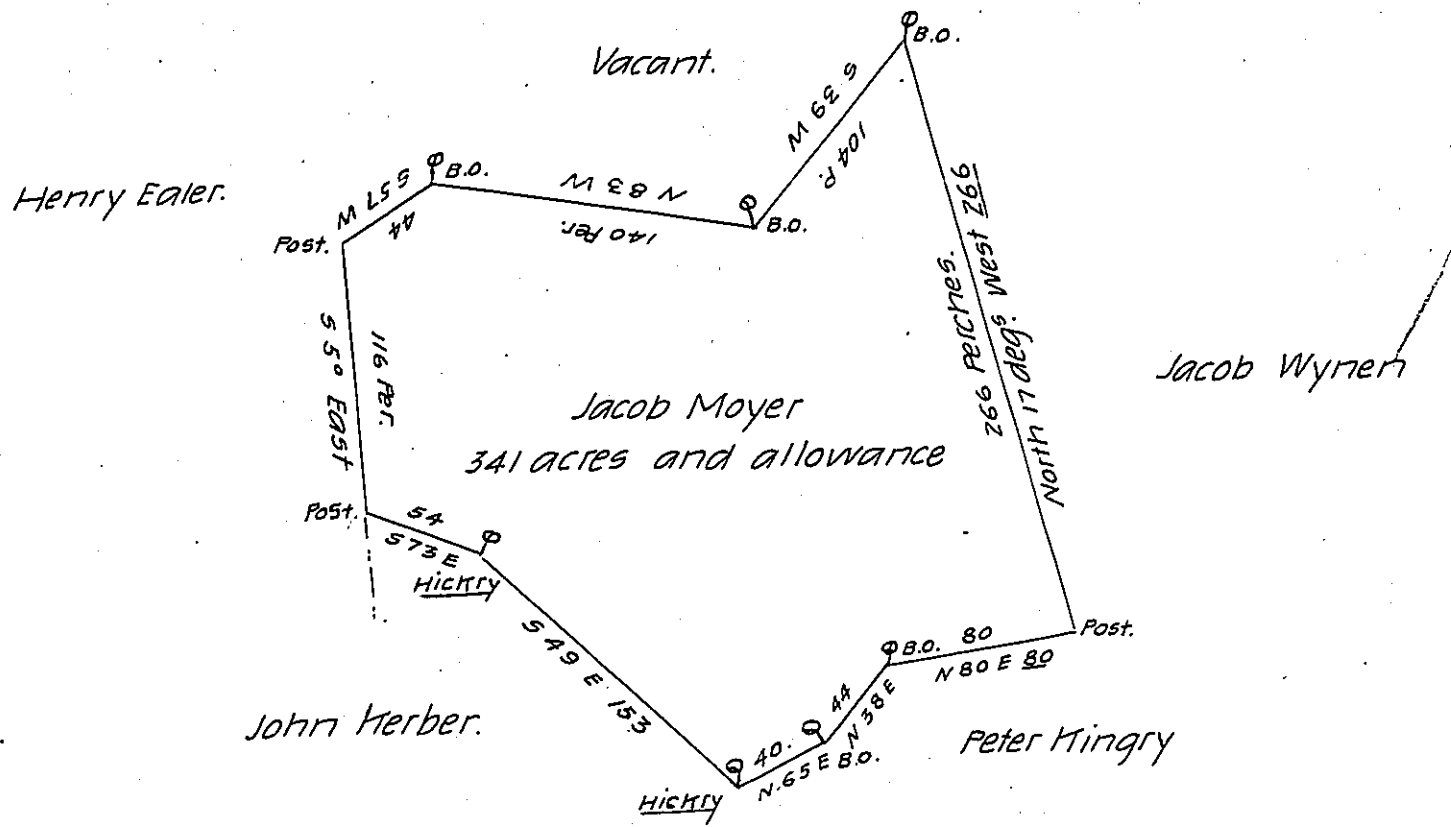 Vacant.
B.O.
S 39 W
104 P.
Henry Ealer.
S 57 W
44
B.O.
N 83 W
140 Per.
B.O.
Post.
266 Perches.
North 17 degs. West 266
Jacob Wynen
S 5° East
116 Per.
Jacob Moyer
341 acres and allowance
Post.
54
S 73 E
Hickry
S 49 E 153
B.O. 80
N 80 E 80
Post.
44
N 38 E
John Herber.
40.
N. 65 E B.O.
Peter Kingry
Hickry